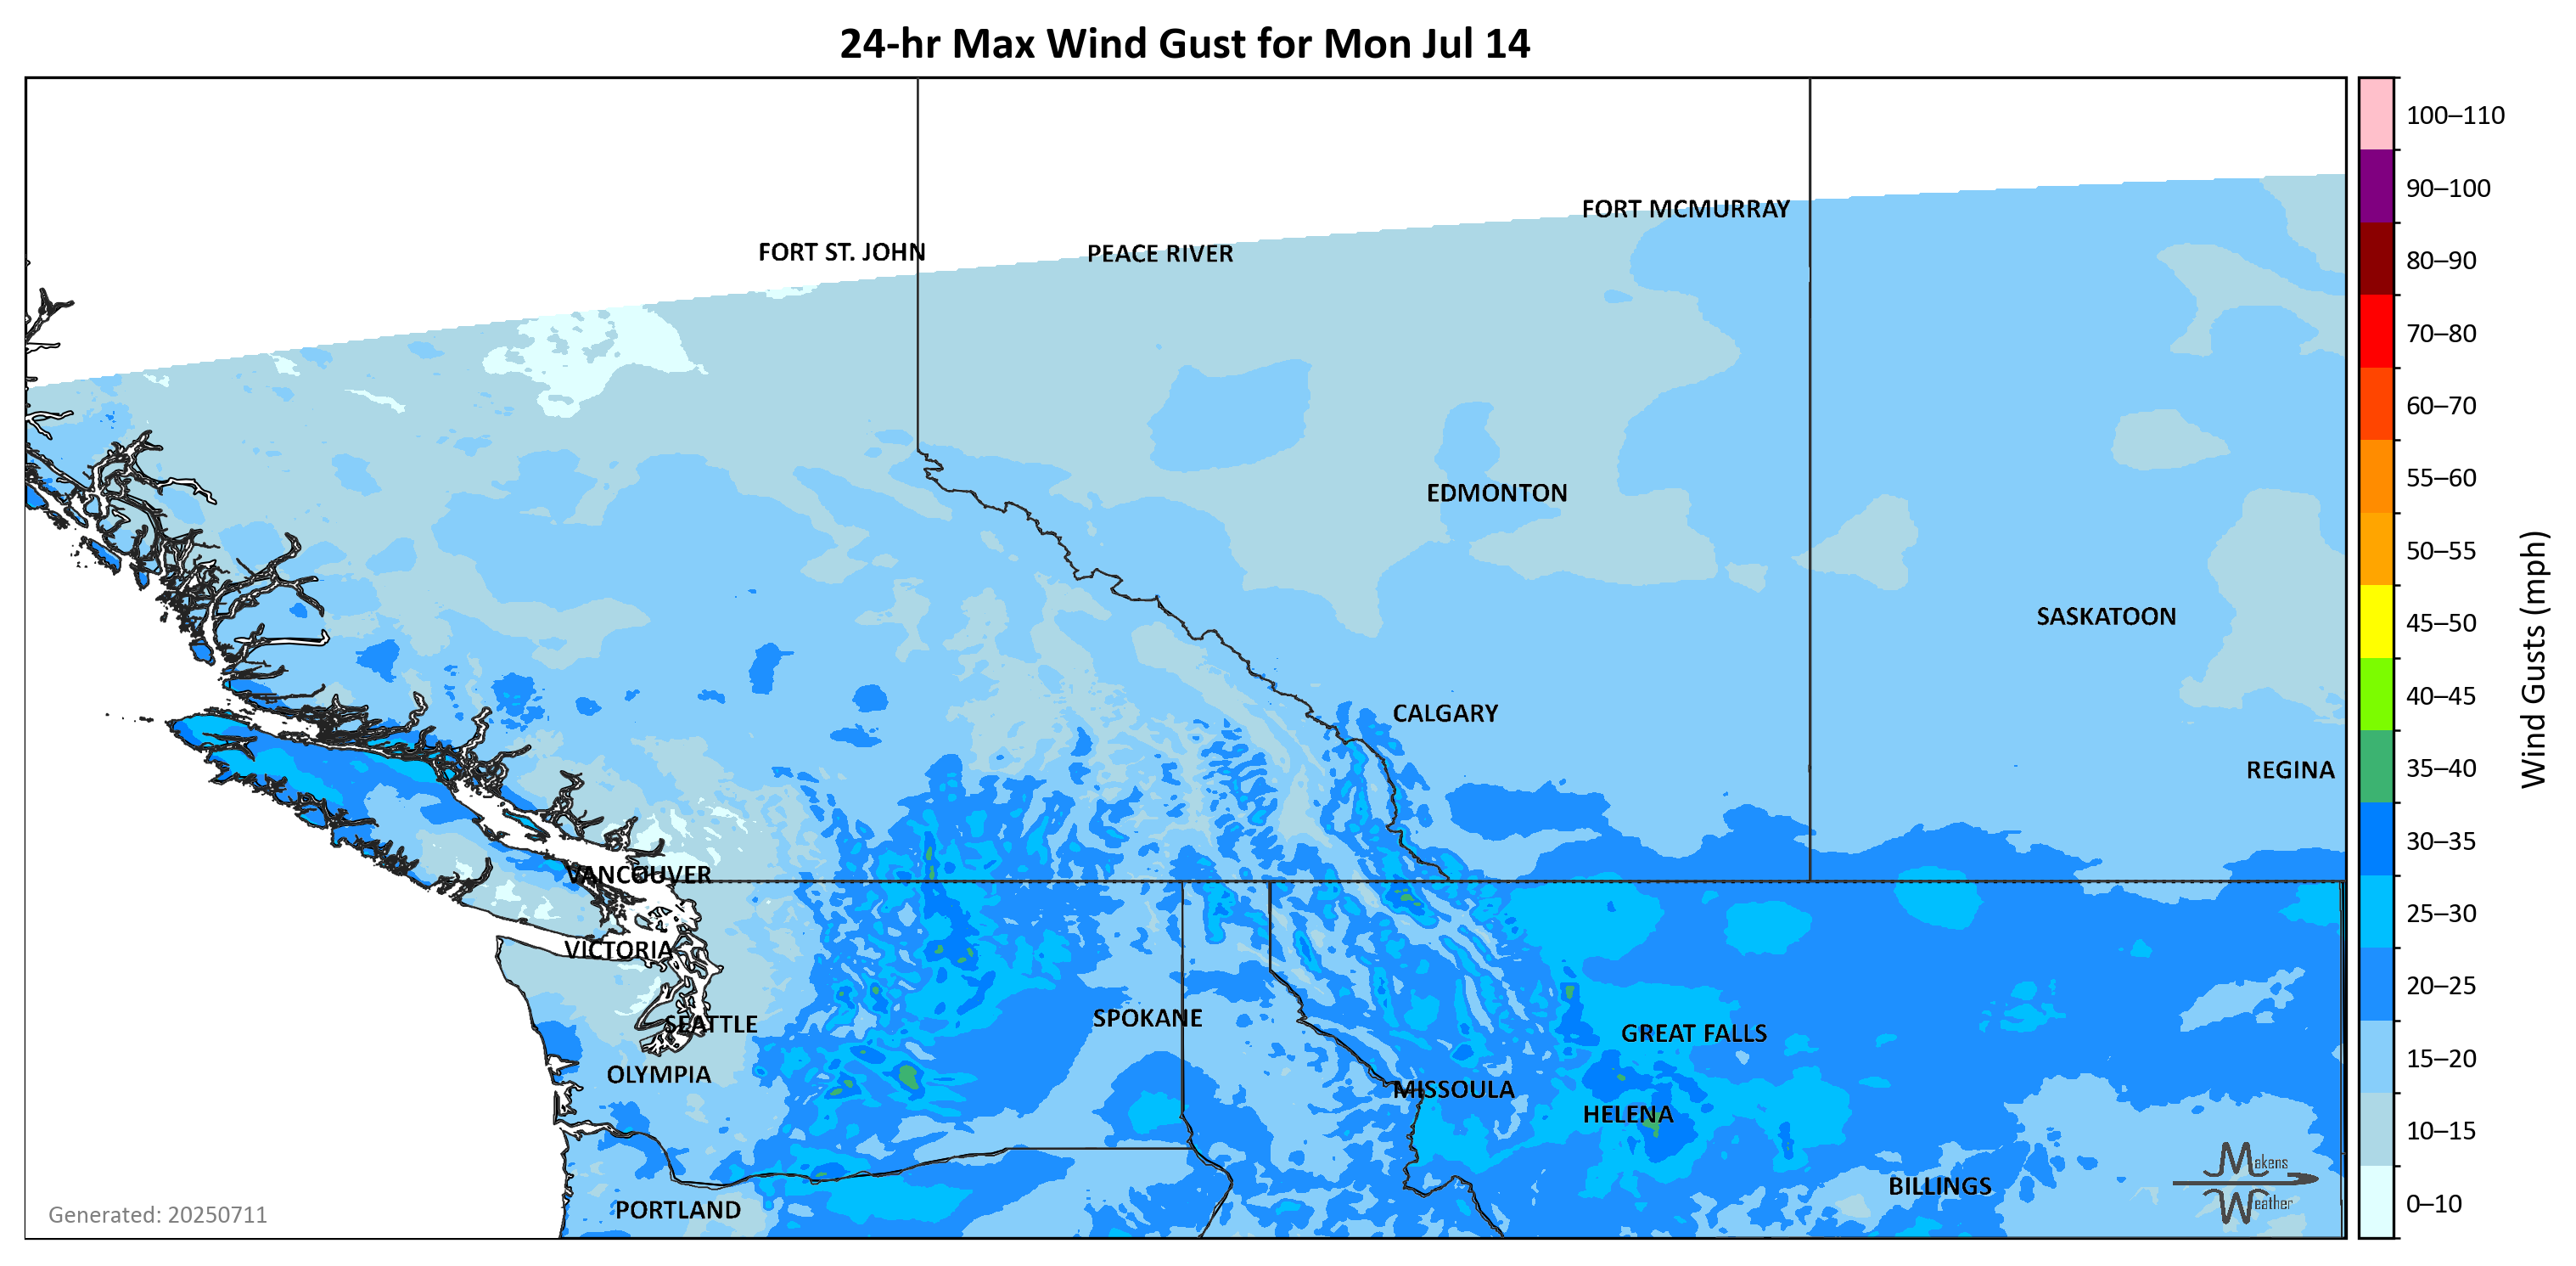 24-hr Max Wind Gust for Mon Jul 14
100–110
FORT MCMURRAY
90–100
FORT ST. JOHN
PEACE RIVER
80–90
70–80
60–70
55–60
EDMONTON
50–55
SASKATOON
45–50
Wind Gusts (mph)
40–45
CALGARY
REGINA
35–40
30–35
VANCOUVER
25–30
VICTORIA
20–25
SPOKANE
SEATTLE
GREAT FALLS
15–20
OLYMPIA
MISSOULA
HELENA
10–15
Makens
Weather
BILLINGS
0–10
PORTLAND
Generated: 20250711